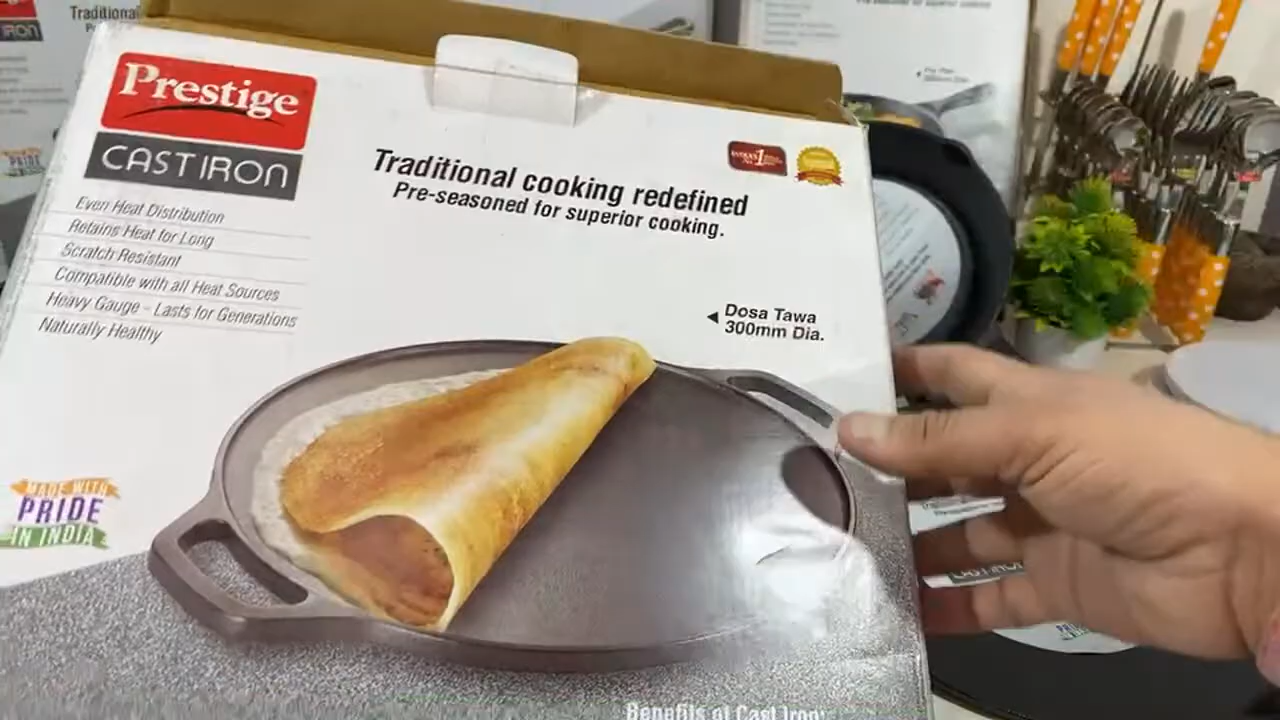 Traditional
Prestige
CAST IRON
Even Heat Distribution
Retains Heat for Long
Scratch Resistant
Compatible with all Heat Sources
Heavy Gauge - Lasts for Generations
Naturally Healthy
Traditional cooking redefined
Pre-seasoned for superior cooking.
INDIA'S 1
Dosa Tawa
300mm Dia.
MADE WITH
PRIDE
IN INDIA
Benefits of Cast Iron: